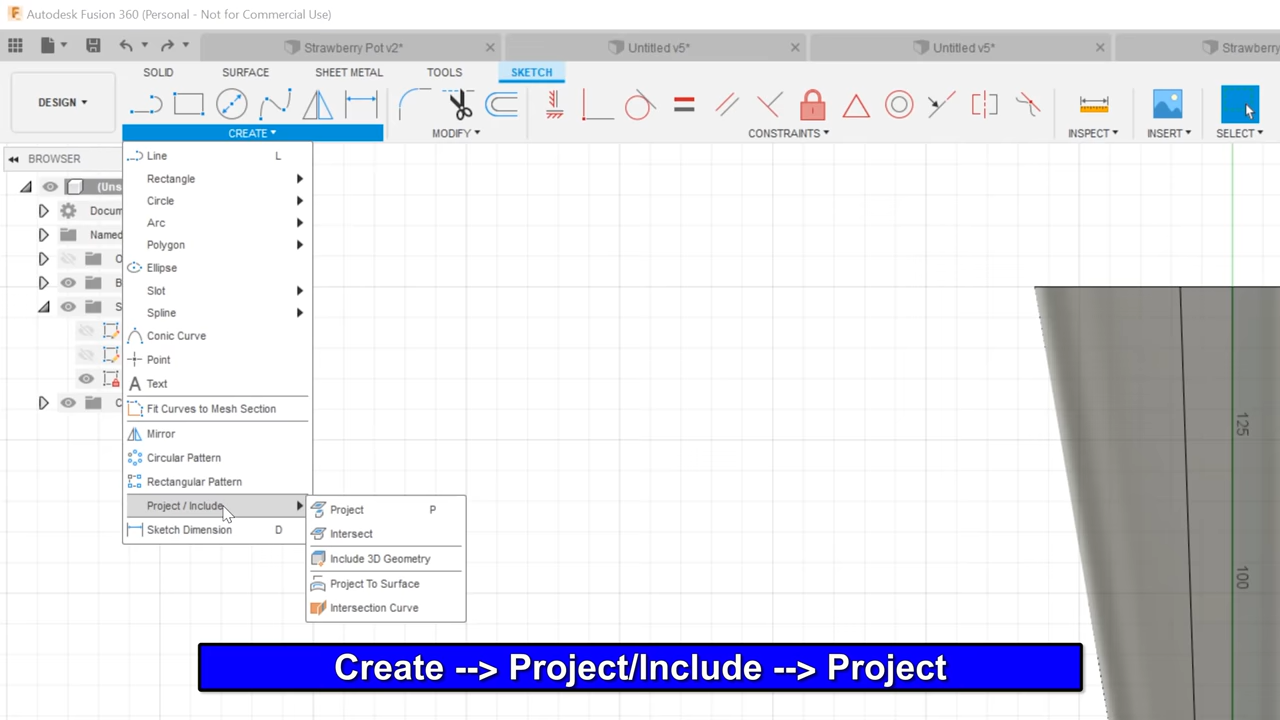 Autodesk Fusion 360 (Personal - Not for Commercial Use)
Strawberry Pot v2*
Untitled v5*
Untitled v5*
Strawberry
SOLID SURFACE SHEET METAL TOOLS SKETCH
DESIGN
CREATE MODIFY CONSTRAINTS INSPECT INSERT SELECT
BROWSER
(Uns
Docum
Named
O
B
S
C
Line L
Rectangle
Circle
Arc
Polygon
Ellipse
Slot
Spline
Conic Curve
Point
Text
Fit Curves to Mesh Section
Mirror
Circular Pattern
Rectangular Pattern
Project / Include
Sketch Dimension D
Project P
Intersect
Include 3D Geometry
Project To Surface
Intersection Curve
125
100
Create --> Project/Include --> Project